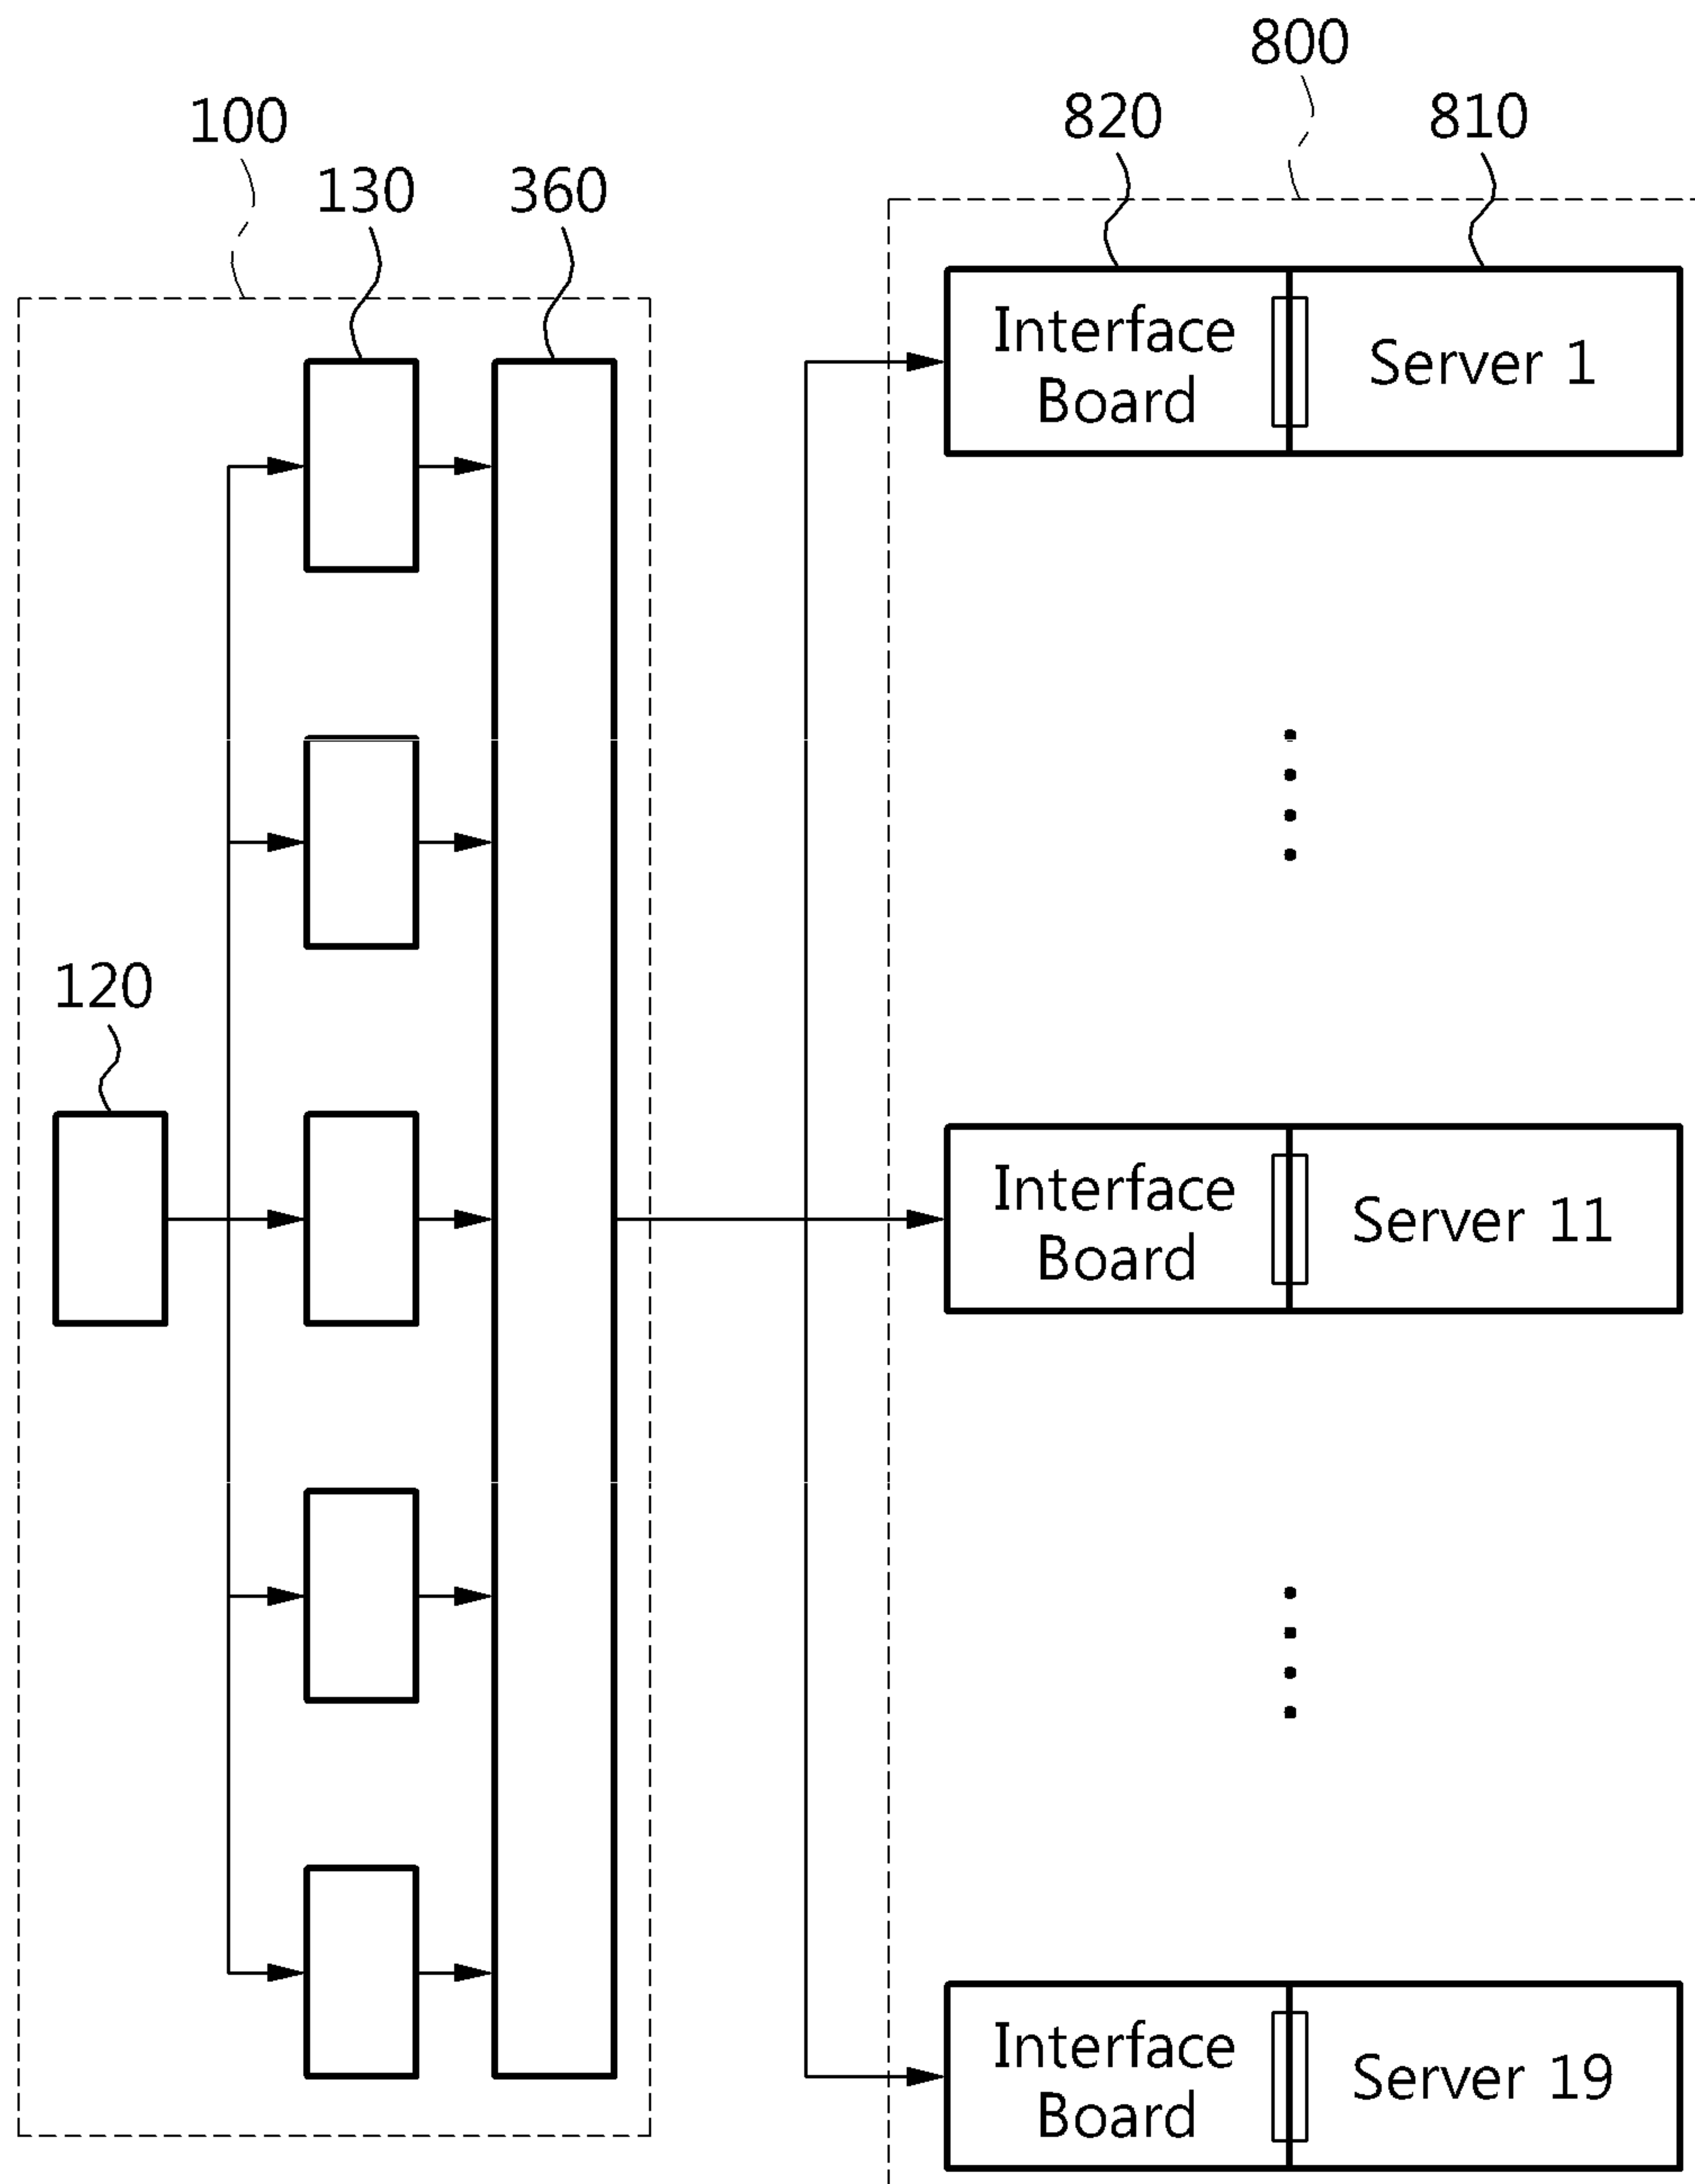 800
100
820
810
130
360
Interface
Board
Server 1
120
Interface
Board
Server 11
Interface
Board
Server 19